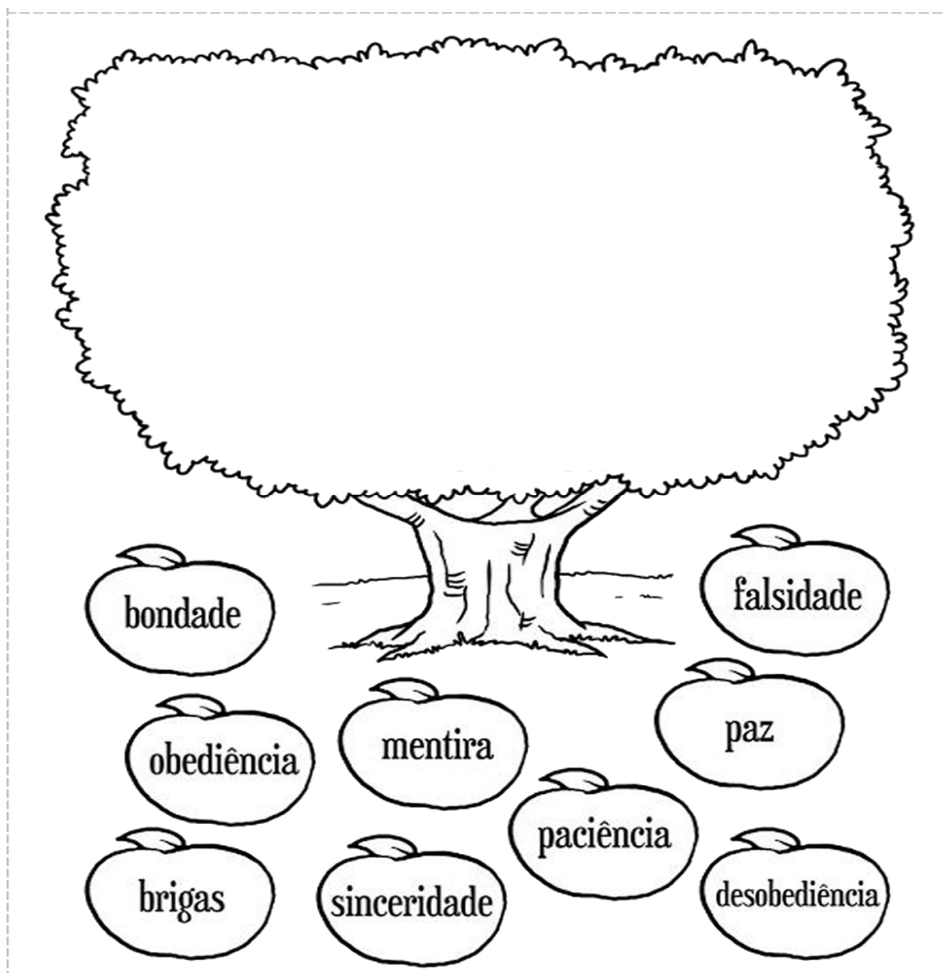 bondade
falsidade
obediência
mentira
paz
paciência
brigas
sinceridade
desobediência